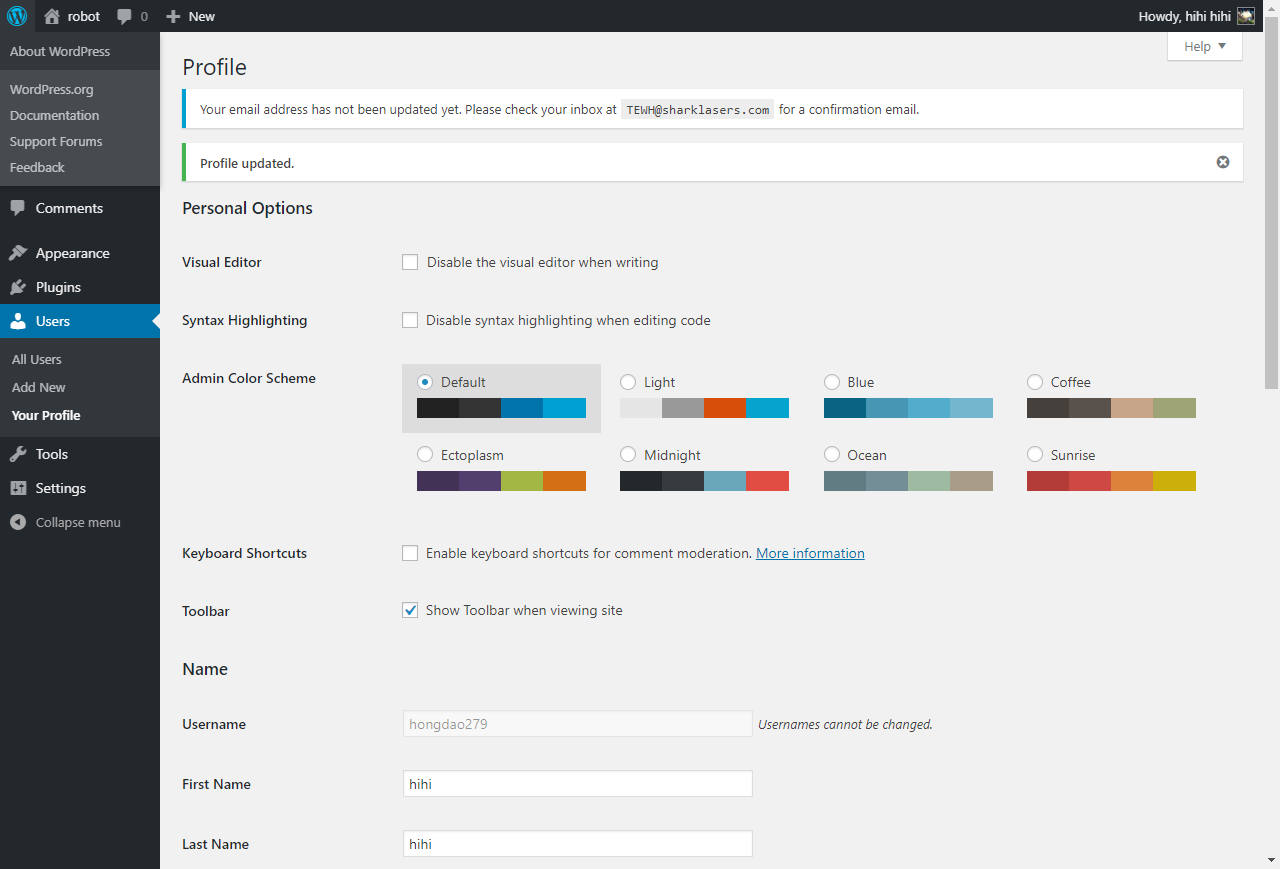 robot 0 New Howdy, hihi hihi
About WordPress
WordPress.org
Documentation
Support Forums
Feedback
Comments
Appearance
Plugins
Users
All Users
Add New
Your Profile
Tools
Settings
Collapse menu
Help
Profile
Your email address has not been updated yet. Please check your inbox at TEWH@sharklasers.com for a confirmation email.
Profile updated.
Personal Options
Visual Editor Disable the visual editor when writing
Syntax Highlighting Disable syntax highlighting when editing code
Admin Color Scheme Default Light Blue Coffee
Ectoplasm Midnight Ocean Sunrise
Keyboard Shortcuts Enable keyboard shortcuts for comment moderation. More information
Toolbar Show Toolbar when viewing site
Name
Username hongdao279 Usernames cannot be changed.
First Name hihi
Last Name hihi